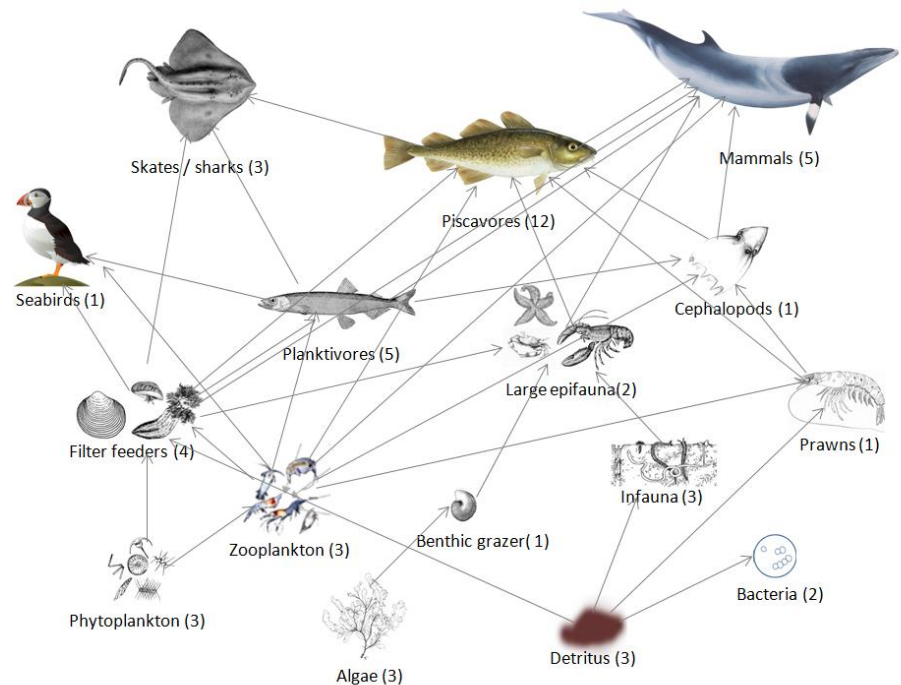 Skates / sharks (3)
Mammals (5)
Piscavores (12)
Seabirds (1)
Cephalopods (1)
Planktivores (5)
Large epifauna(2)
Filter feeders (4)
Prawns (1)
Infauna (3)
Benthic grazer( 1)
Zooplankton (3)
Bacteria (2)
Phytoplankton (3)
Detritus (3)
Algae (3)